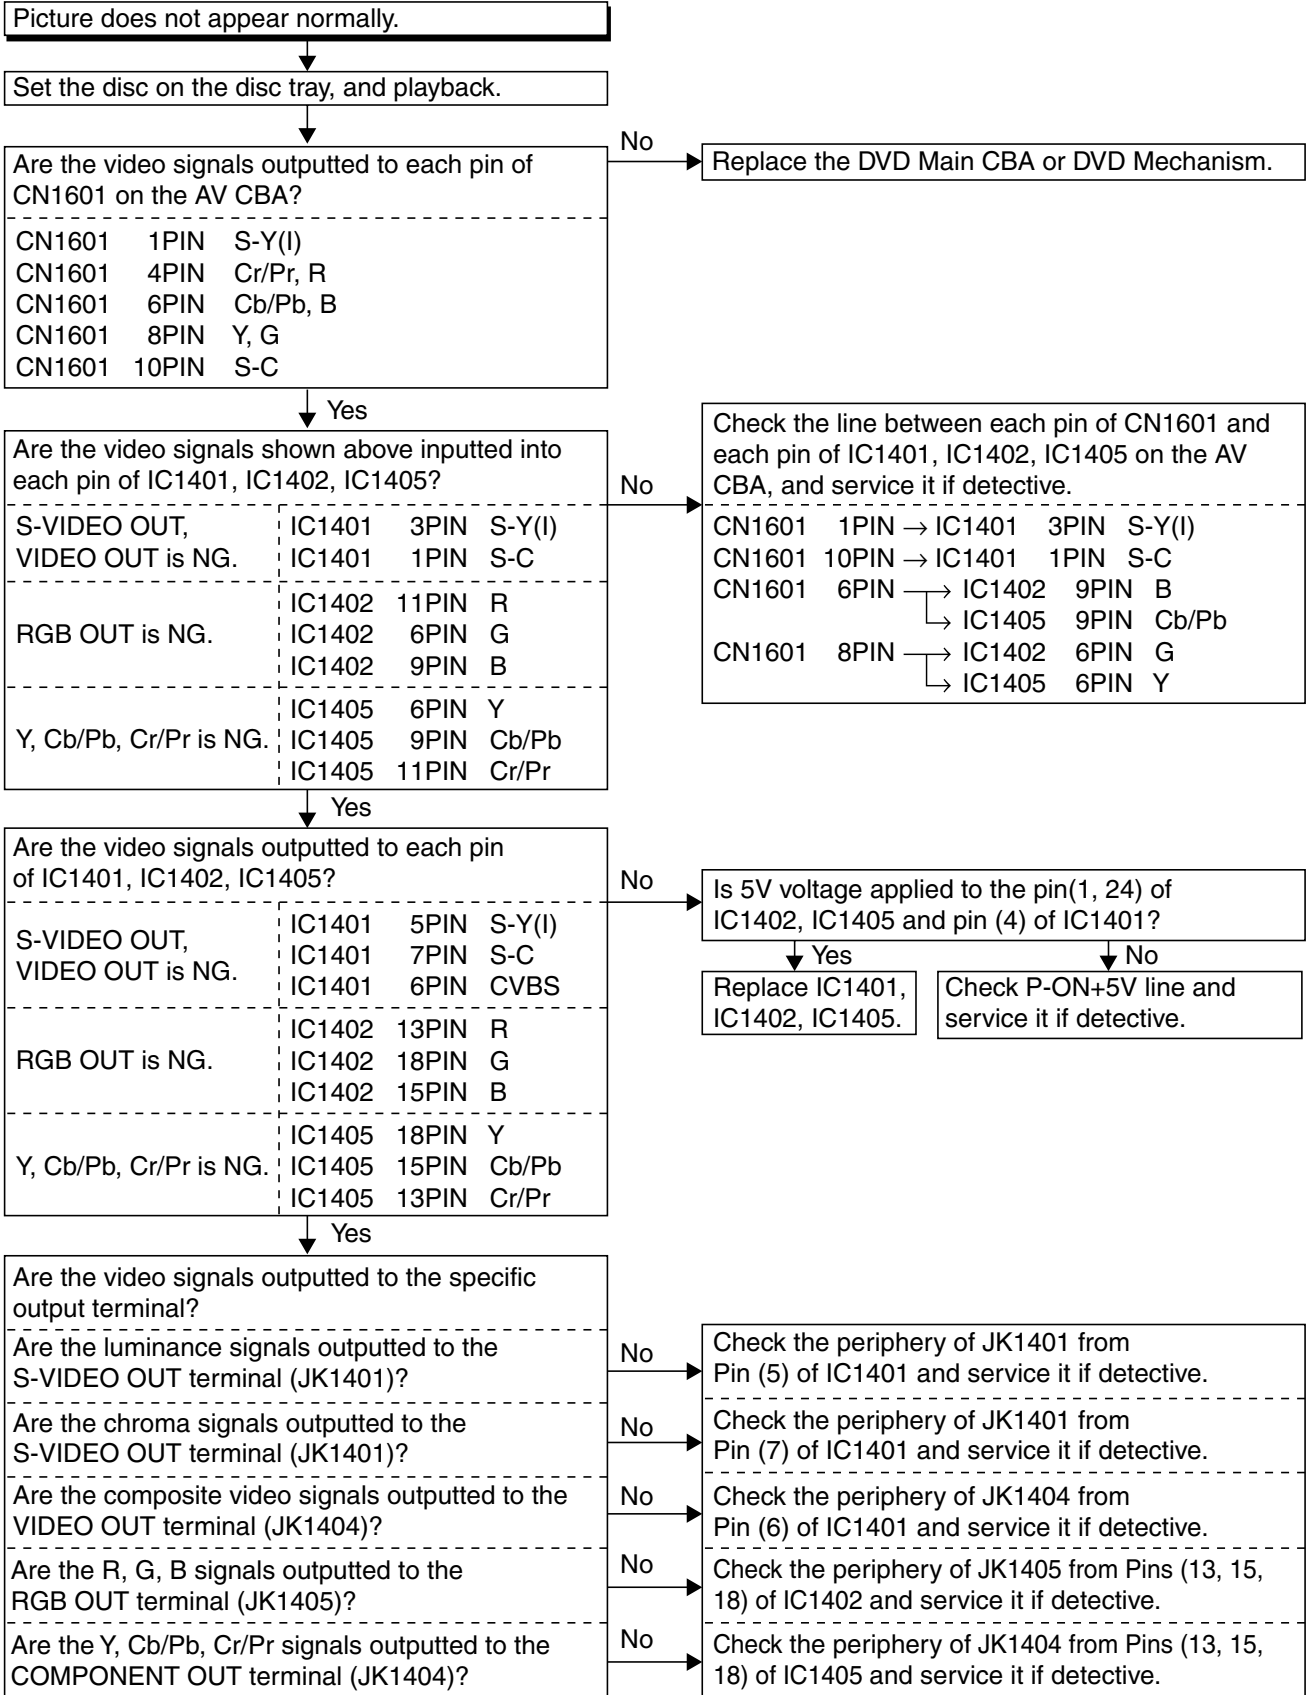 Picture does not appear normally.
Set the disc on the disc tray, and playback.
Are the video signals outputted to each pin of
CN1601 on the AV CBA?
CN1601 1PIN S-Y(I)
CN1601 4PIN Cr/Pr, R
CN1601 6PIN Cb/Pb, B
CN1601 8PIN Y, G
CN1601 10PIN S-C
No
Replace the DVD Main CBA or DVD Mechanism.
Yes
Are the video signals shown above inputted into
each pin of IC1401, IC1402, IC1405?
S-VIDEO OUT,
VIDEO OUT is NG.
IC1401 3PIN S-Y(I)
IC1401 1PIN S-C
RGB OUT is NG.
IC1402 11PIN R
IC1402 6PIN G
IC1402 9PIN B
Y, Cb/Pb, Cr/Pr is NG.
IC1405 6PIN Y
IC1405 9PIN Cb/Pb
IC1405 11PIN Cr/Pr
No
Check the line between each pin of CN1601 and
each pin of IC1401, IC1402, IC1405 on the AV
CBA, and service it if detective.
CN1601 1PIN → IC1401 3PIN S-Y(I)
CN1601 10PIN → IC1401 1PIN S-C
CN1601 6PIN → IC1402 9PIN B
→ IC1405 9PIN Cb/Pb
CN1601 8PIN → IC1402 6PIN G
→ IC1405 6PIN Y
Yes
Are the video signals outputted to each pin
of IC1401, IC1402, IC1405?
S-VIDEO OUT,
VIDEO OUT is NG.
IC1401 5PIN S-Y(I)
IC1401 7PIN S-C
IC1401 6PIN CVBS
RGB OUT is NG.
IC1402 13PIN R
IC1402 18PIN G
IC1402 15PIN B
Y, Cb/Pb, Cr/Pr is NG.
IC1405 18PIN Y
IC1405 15PIN Cb/Pb
IC1405 13PIN Cr/Pr
No
Is 5V voltage applied to the pin(1, 24) of
IC1402, IC1405 and pin (4) of IC1401?
Yes
Replace IC1401,
IC1402, IC1405.
No
Check P-ON+5V line and
service it if detective.
Yes
Are the video signals outputted to the specific
output terminal?
Are the luminance signals outputted to the
S-VIDEO OUT terminal (JK1401)?
No
Check the periphery of JK1401 from
Pin (5) of IC1401 and service it if detective.
Are the chroma signals outputted to the
S-VIDEO OUT terminal (JK1401)?
No
Check the periphery of JK1401 from
Pin (7) of IC1401 and service it if detective.
Are the composite video signals outputted to the
VIDEO OUT terminal (JK1404)?
No
Check the periphery of JK1404 from
Pin (6) of IC1401 and service it if detective.
Are the R, G, B signals outputted to the
RGB OUT terminal (JK1405)?
No
Check the periphery of JK1405 from Pins (13, 15,
18) of IC1402 and service it if detective.
Are the Y, Cb/Pb, Cr/Pr signals outputted to the
COMPONENT OUT terminal (JK1404)?
No
Check the periphery of JK1404 from Pins (13, 15,
18) of IC1405 and service it if detective.